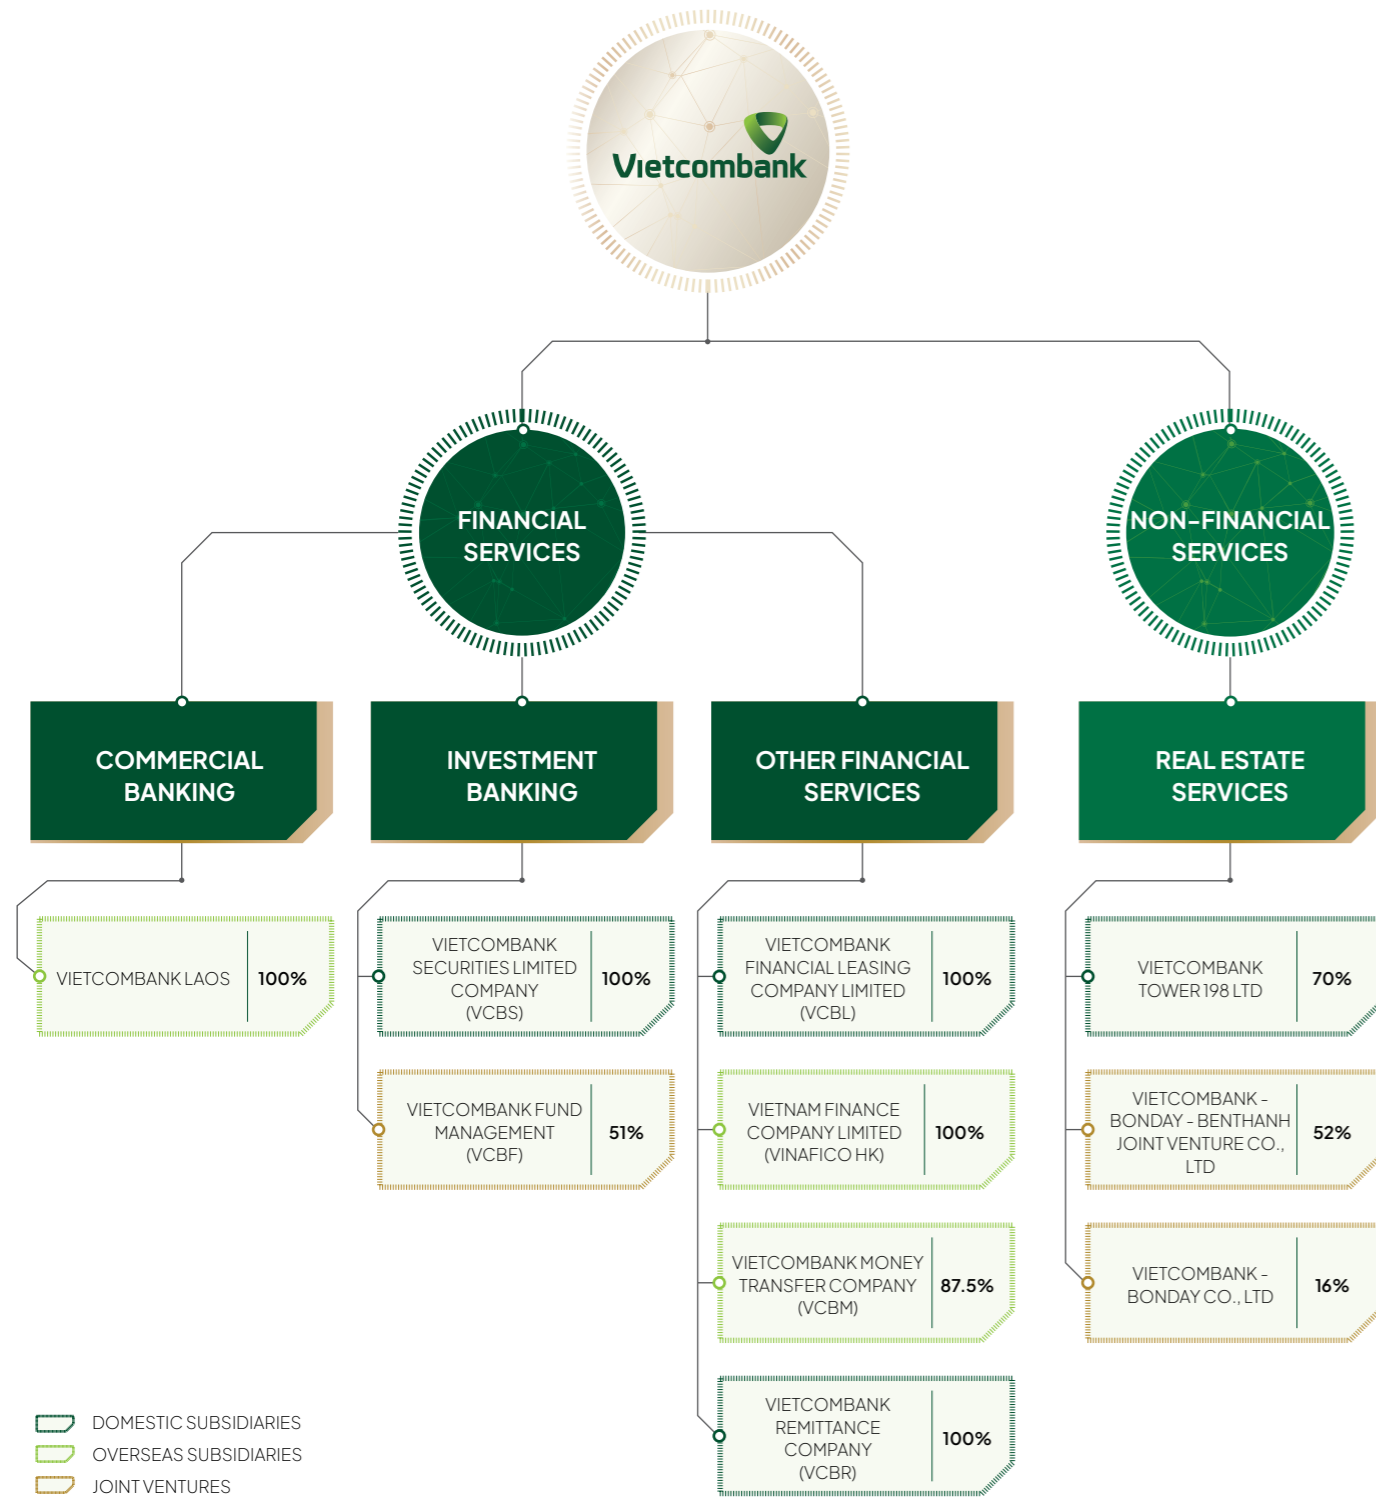 Vietcombank
FINANCIAL
SERVICES
NON-FINANCIAL
SERVICES
COMMERCIAL
BANKING
INVESTMENT
BANKING
OTHER FINANCIAL
SERVICES
REAL ESTATE
SERVICES
VIETCOMBANK LAOS
100%
VIETCOMBANK
SECURITIES LIMITED
COMPANY
(VCBS)
100%
VIETCOMBANK FUND
MANAGEMENT
(VCBF)
51%
VIETCOMBANK
FINANCIAL LEASING
COMPANY LIMITED
(VCBL)
100%
VIETNAM FINANCE
COMPANY LIMITED
(VINAFICO HK)
100%
VIETCOMBANK MONEY
TRANSFER COMPANY
(VCBM)
87.5%
VIETCOMBANK
REMITTANCE
COMPANY
(VCBR)
100%
VIETCOMBANK
TOWER 198 LTD
70%
VIETCOMBANK -
BONDAY - BENTHANH
JOINT VENTURE CO.,
LTD
52%
VIETCOMBANK -
BONDAY CO., LTD
16%
DOMESTIC SUBSIDIARIES
OVERSEAS SUBSIDIARIES
JOINT VENTURES